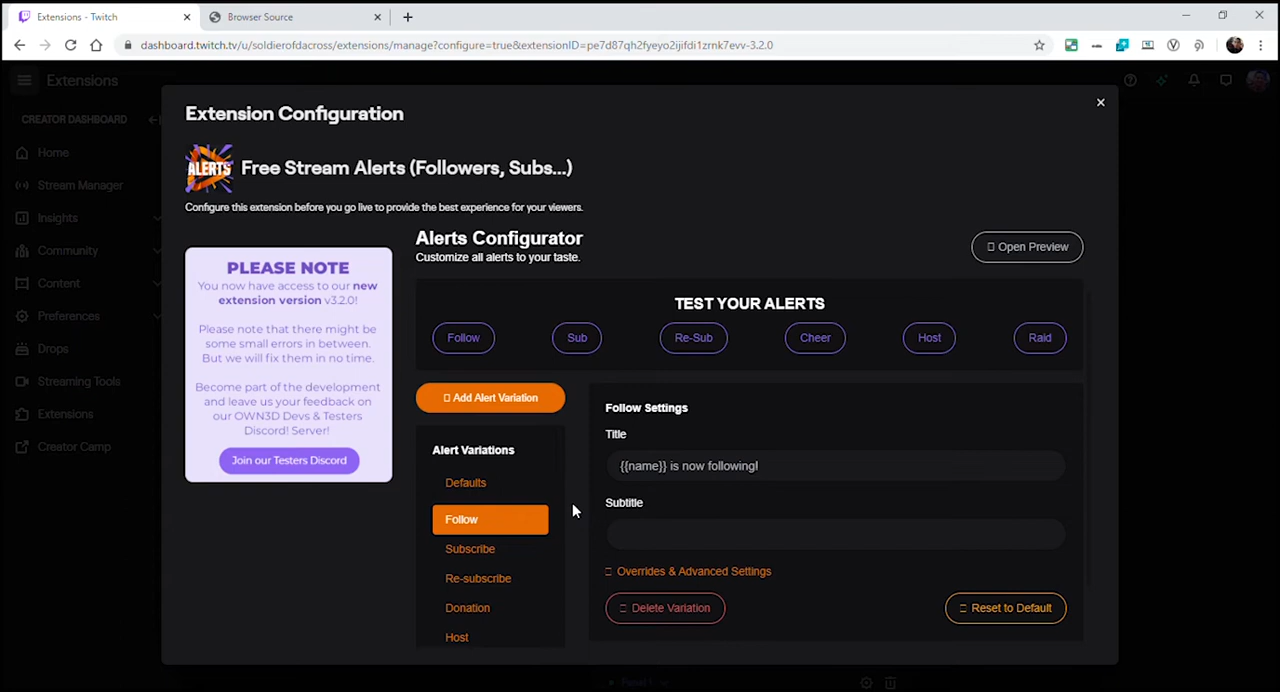 Extensions - Twitch
Browser Source
dashboard.twitch.tv/u/soldierofdacross/extensions/manage?configure=true&extensionID=pe7d87qh2fyeyo2ijifdi1zrnk7evv-3.2.0
Extensions
CREATOR DASHBOARD
Home
Stream Manager
Insights
Community
Content
Preferences
Drops
Streaming Tools
Extensions
Creator Camp
Extension Configuration
ALERTS
Free Stream Alerts (Followers, Subs...)
Configure this extension before you go live to provide the best experience for your viewers.
PLEASE NOTE
You now have access to our new
extension version v3.2.0!
Please note that there might be
some small errors in between.
But we will fix them in no time.
Become part of the development
and leave us your feedback on
our OWN3D Devs & Testers
Discord! Server!
Join our Testers Discord
Alerts Configurator
Customize all alerts to your taste.
Open Preview
TEST YOUR ALERTS
Follow
Sub
Re-Sub
Cheer
Host
Raid
Add Alert Variation
Alert Variations
Defaults
Follow
Subscribe
Re-subscribe
Donation
Host
Follow Settings
Title
{{name}} is now following!
Subtitle
Overrides & Advanced Settings
Delete Variation
Reset to Default
Panel 1